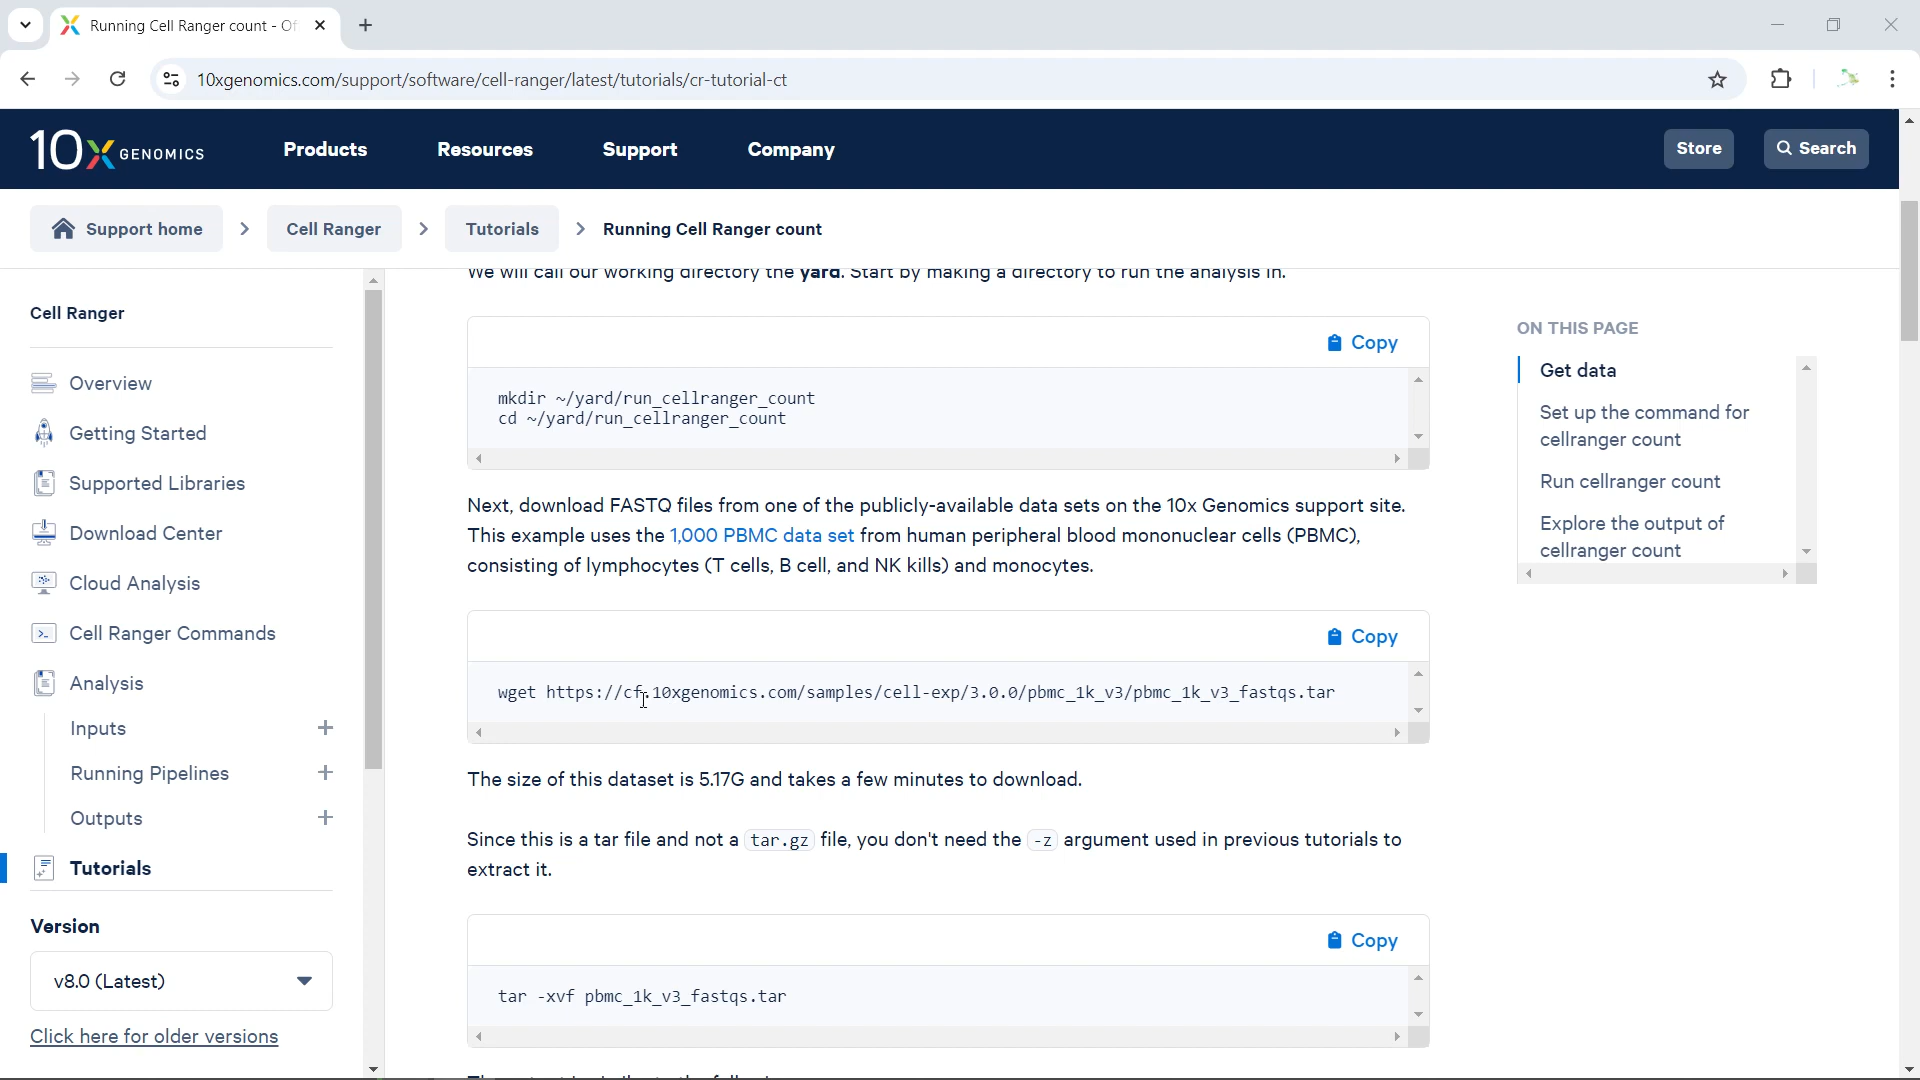 Running Cell Ranger count - Of
10xgenomics.com/support/software/cell-ranger/latest/tutorials/cr-tutorial-ct
10x GENOMICS
Products
Resources
Support
Company
Store
Search
Support home
Cell Ranger
Tutorials
Running Cell Ranger count
Cell Ranger
Overview
Getting Started
Supported Libraries
Download Center
Cloud Analysis
Cell Ranger Commands
Analysis
Inputs
Running Pipelines
Outputs
Tutorials
Version
v8.0 (Latest)
Click here for older versions
We will call our working directory the yard. Start by making a directory to run the analysis in.
Copy
mkdir ~/yard/run_cellranger_count
cd ~/yard/run_cellranger_count
Next, download FASTQ files from one of the publicly-available data sets on the 10x Genomics support site.
This example uses the 1,000 PBMC data set from human peripheral blood mononuclear cells (PBMC),
consisting of lymphocytes (T cells, B cell, and NK kills) and monocytes.
Copy
wget https://cf.10xgenomics.com/samples/cell-exp/3.0.0/pbmc_1k_v3/pbmc_1k_v3_fastqs.tar
The size of this dataset is 5.17G and takes a few minutes to download.
Since this is a tar file and not a tar.gz file, you don't need the -z argument used in previous tutorials to
extract it.
Copy
tar -xvf pbmc_1k_v3_fastqs.tar
ON THIS PAGE
Get data
Set up the command for
cellranger count
Run cellranger count
Explore the output of
cellranger count